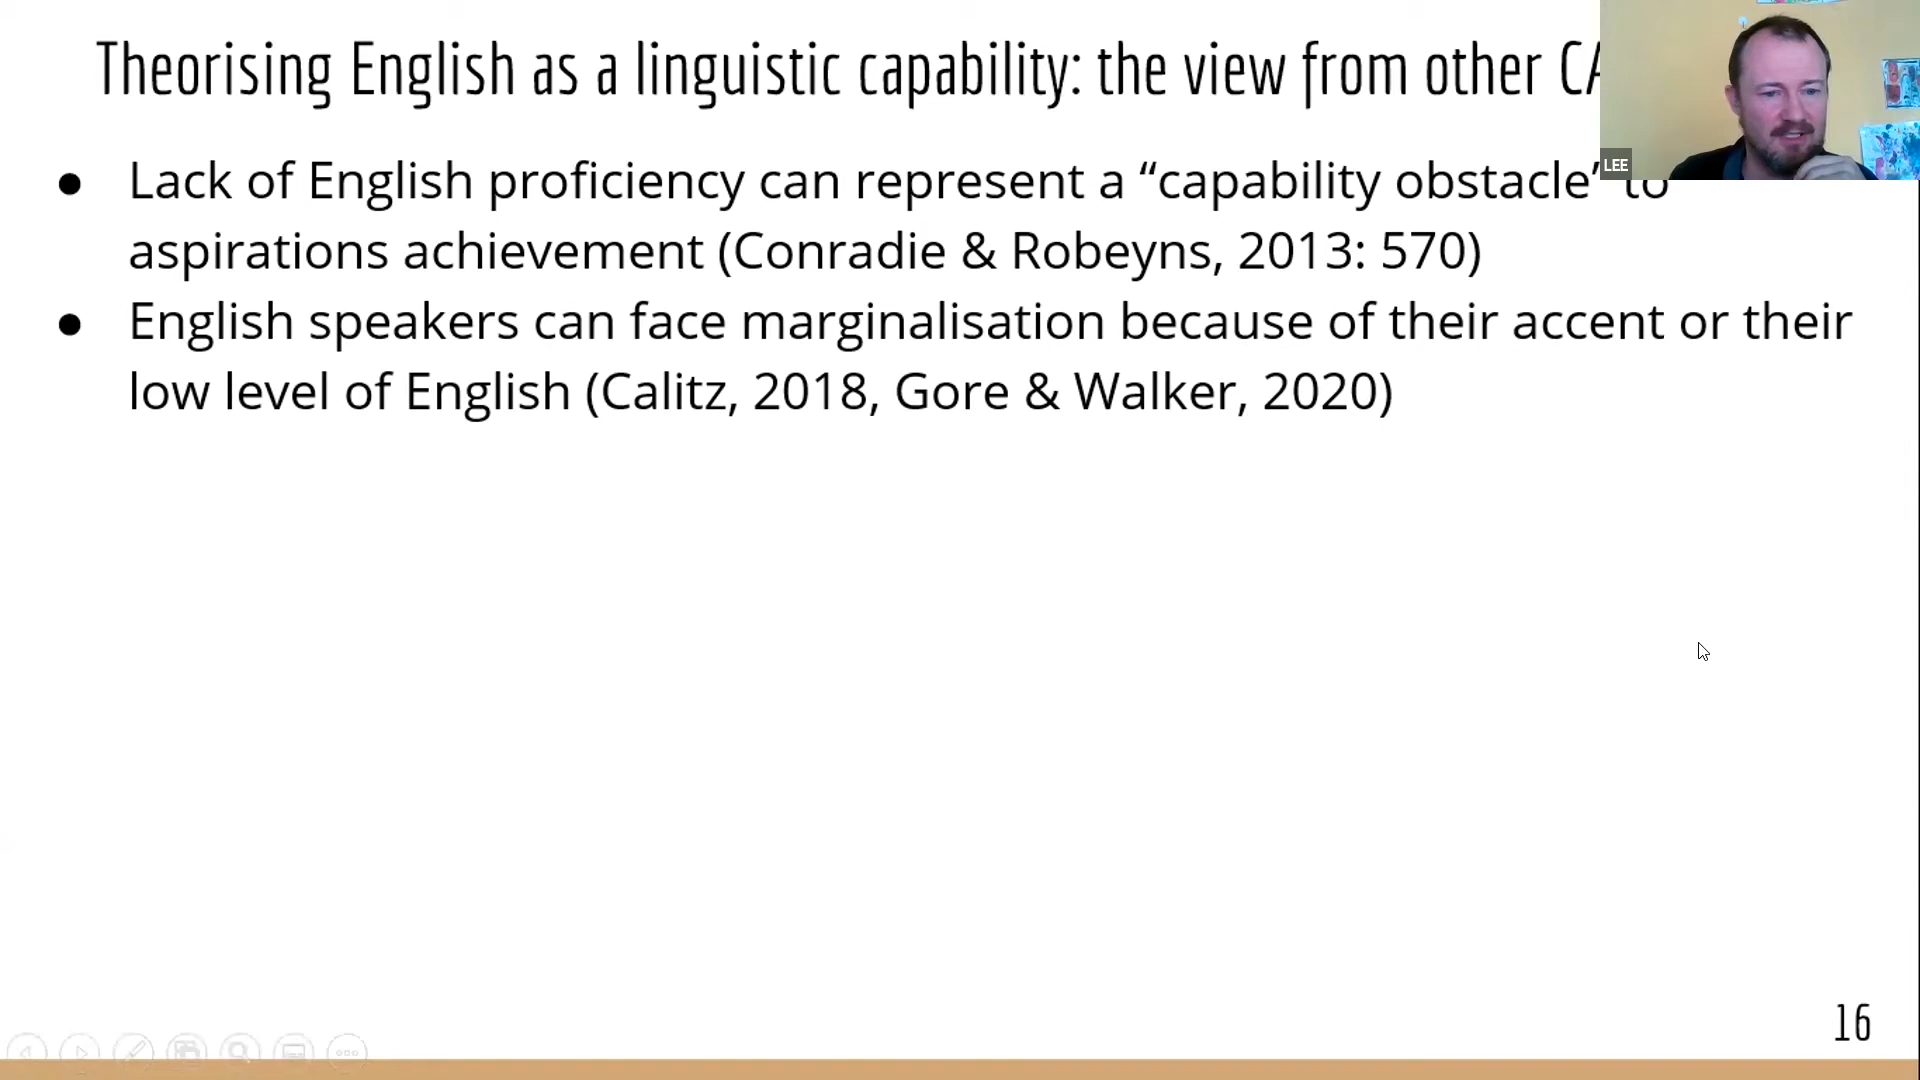 Theorising English as a linguistic capability: the view from other
LEE
● Lack of English proficiency can represent a “capability obstacle” to
aspirations achievement (Conradie & Robeyns, 2013: 570)
● English speakers can face marginalisation because of their accent or their
low level of English (Calitz, 2018, Gore & Walker, 2020)
16